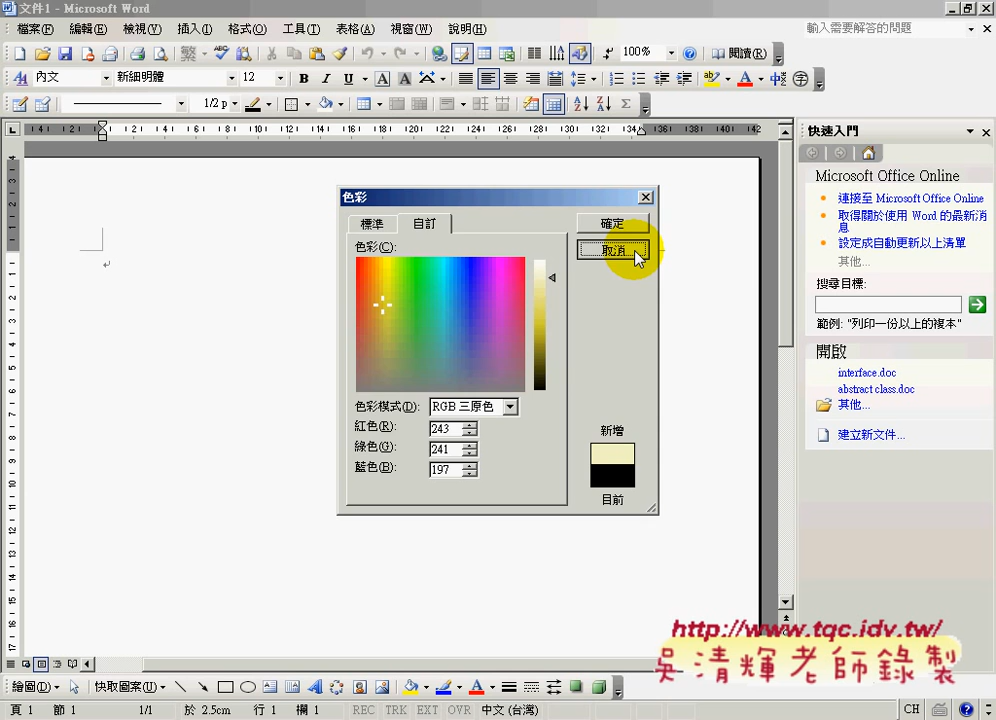 文件1 - Microsoft Word
檔案(F) 編輯(E) 檢視(V) 插入(I) 格式(O) 工具(T) 表格(A) 視窗(W) 說明(H) 輸入需要解答的問題
100% 閱讀(R)
內文 新細明體 12 B I U A A
1/2 p
快速入門
Microsoft Office Online
連接至 Microsoft Office Online
取得關於使用 Word 的最新消息
設定成自動更新以上清單
其他...
搜尋目標:
範例: "列印一份以上的複本"
開啟
interface.doc
abstract class.doc
其他...
建立新文件...
色彩
標準 自訂 確定
取消
色彩(C):
色彩模式(D): RGB 三原色
紅色(R): 243
綠色(G): 241
藍色(B): 197
新增
目前
http://www.tqc.idv.tw/
吳清輝老師錄製
繪圖(D) 快取圖案(U)
頁 1 節 1 1/1 於 2.5cm 行 1 欄 1 REC TRK EXT OVR 中文 (台灣) CH